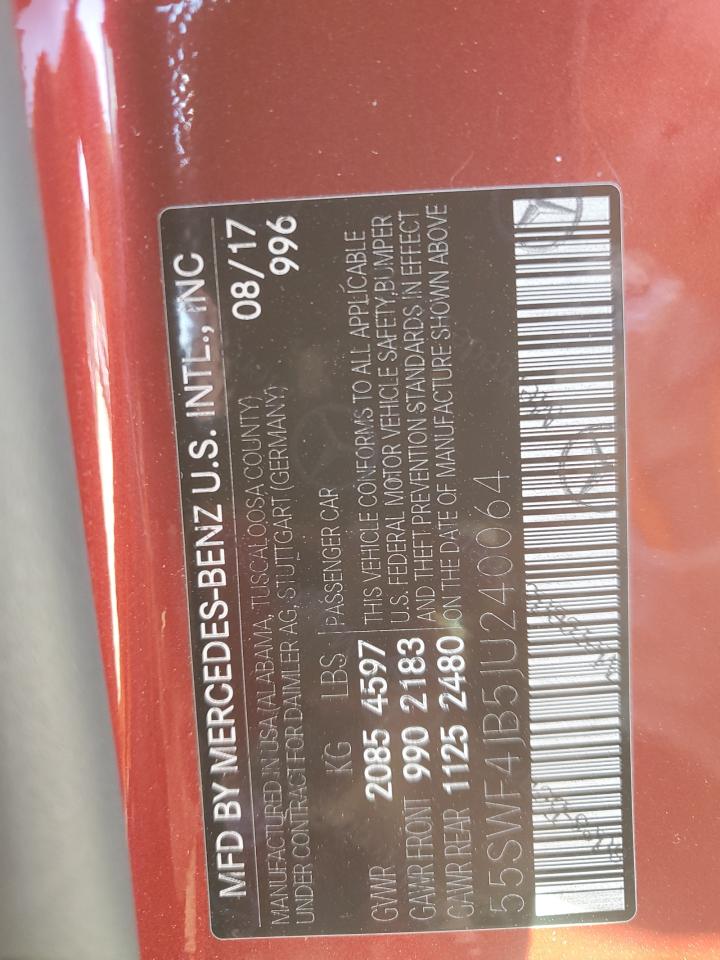 MFD BY MERCEDES-BENZ U.S. INTL., INC
MANUFACTURED IN USA (ALABAMA, TUSCALOOSA COUNTY) 08/17
UNDER CONTRACT FOR DAIMLER AG, STUTTGART (GERMANY) 996
KG LBS PASSENGER CAR
GVWR 2085 4597 THIS VEHICLE CONFORMS TO ALL APPLICABLE
GAWR FRONT 990 2183 U.S. FEDERAL MOTOR VEHICLE SAFETY,BUMPER
GAWR REAR 1125 2480 AND THEFT PREVENTION STANDARDS IN EFFECT
ON THE DATE OF MANUFACTURE SHOWN ABOVE
55SWF4JB5JU240064